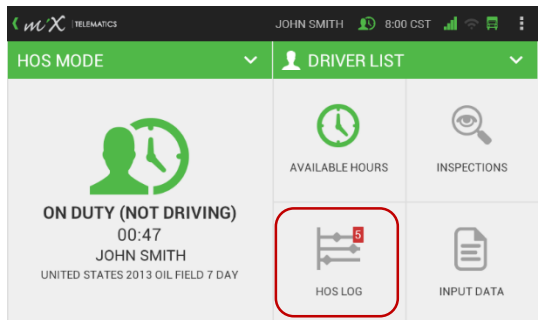 miX TELEMATICS JOHN SMITH 8:00 CST
HOS MODE
DRIVER LIST
ON DUTY (NOT DRIVING)
00:47
JOHN SMITH
UNITED STATES 2013 OIL FIELD 7 DAY
AVAILABLE HOURS
INSPECTIONS
5
HOS LOG
INPUT DATA